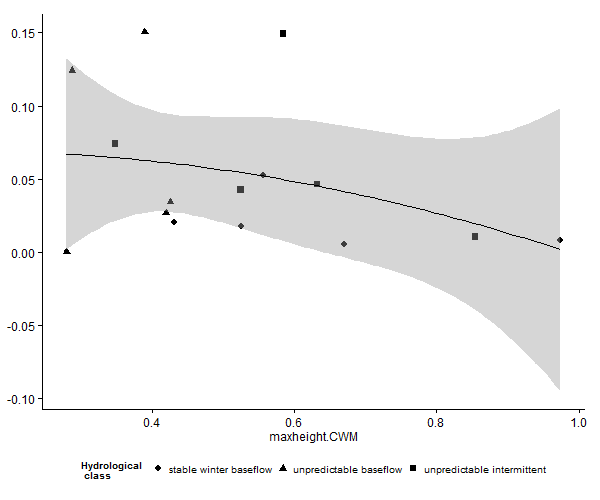 0.15
0.10
0.05
0.00
-0.05
-0.10
0.4 0.6 0.8 1.0
maxheight.CWM
Hydrological
class
stable winter baseflow unpredictable baseflow unpredictable intermittent